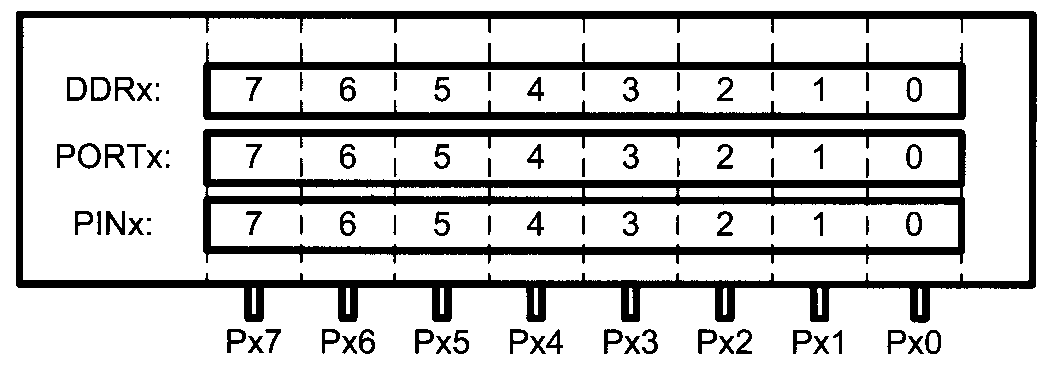 DDRx: 7 6 5 4 3 2 1 0
PORTx: 7 6 5 4 3 2 1 0
PINx: 7 6 5 4 3 2 1 0
Px7 Px6 Px5 Px4 Px3 Px2 Px1 Px0